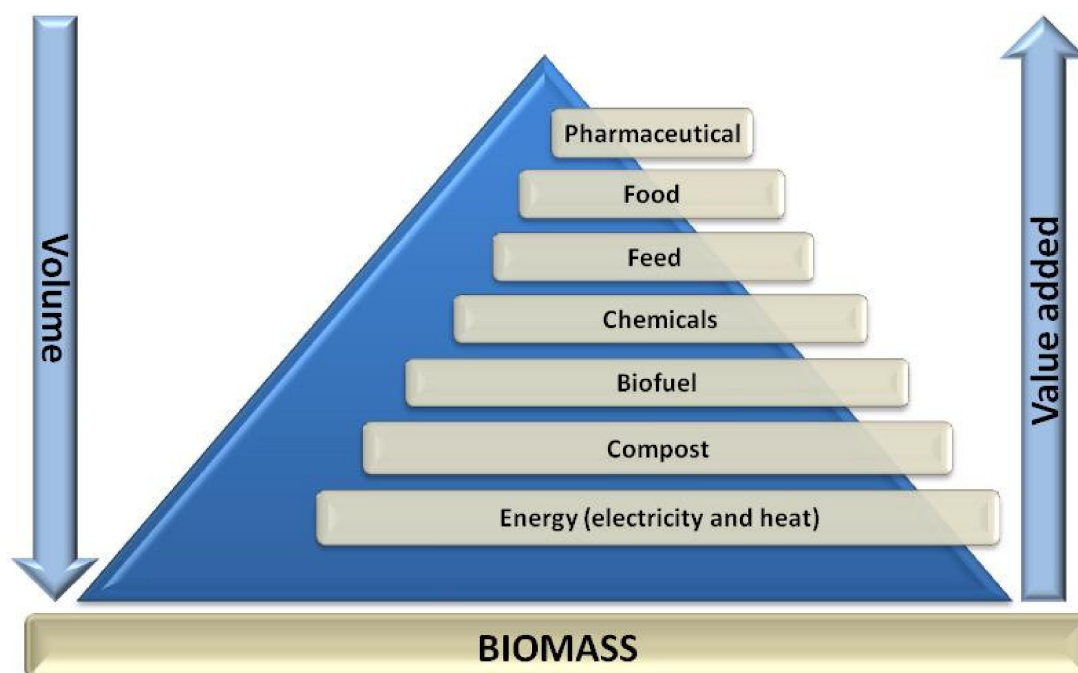 Volume
Pharmaceutical
Food
Feed
Chemicals
Biofuel
Compost
Energy (electricity and heat)
Value added
BIOMASS